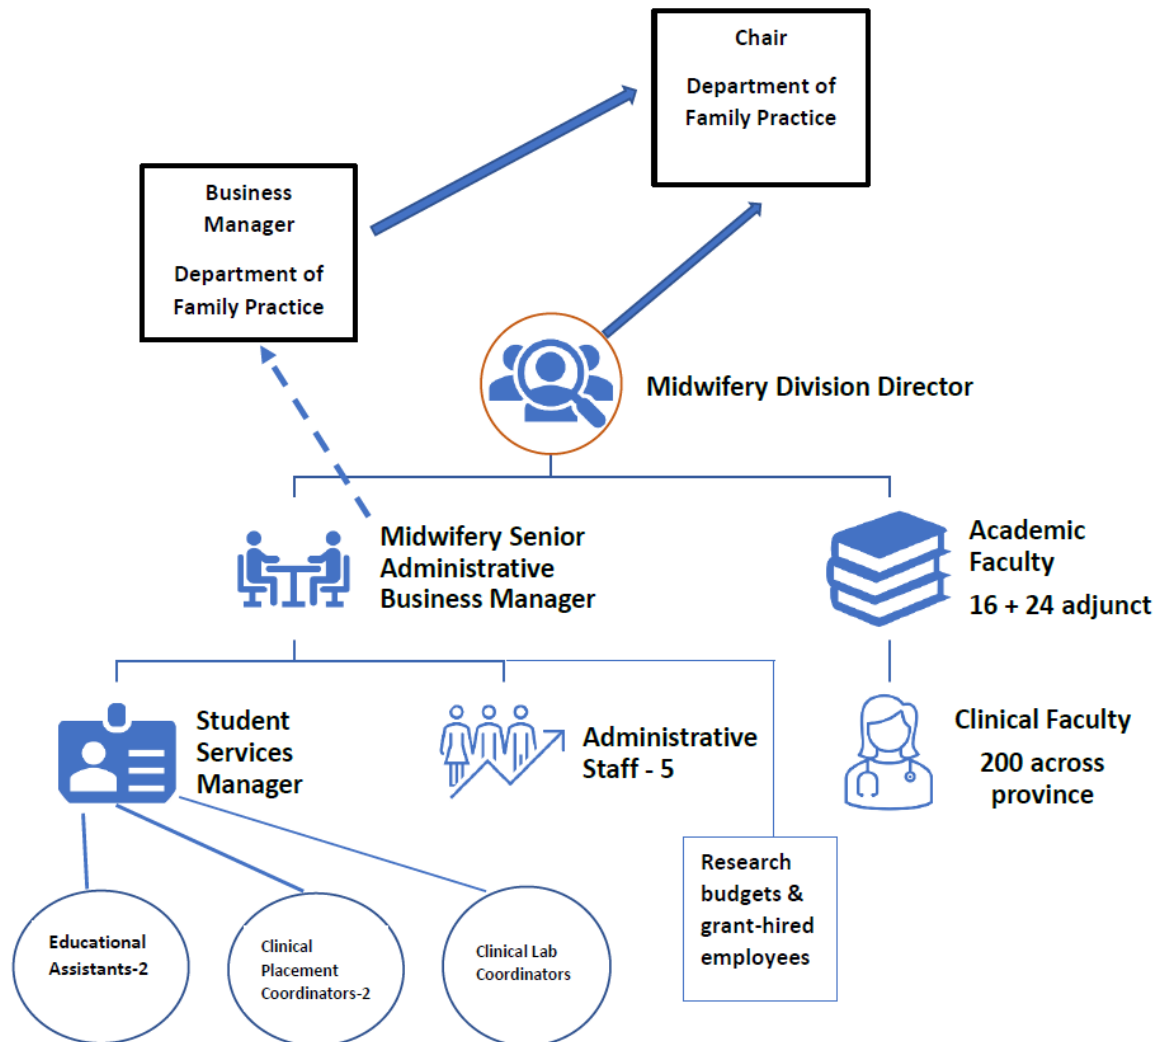 Chair
Department of
Family Practice
Business
Manager
Department of
Family Practice
Midwifery Division Director
Midwifery Senior
Administrative
Business Manager
Academic
Faculty
16 + 24 adjunct
Student
Services
Manager
Administrative
Staff - 5
Clinical Faculty
200 across
province
Research
budgets &
grant-hired
employees
Educational
Assistants-2
Clinical
Placement
Coordinators-2
Clinical Lab
Coordinators